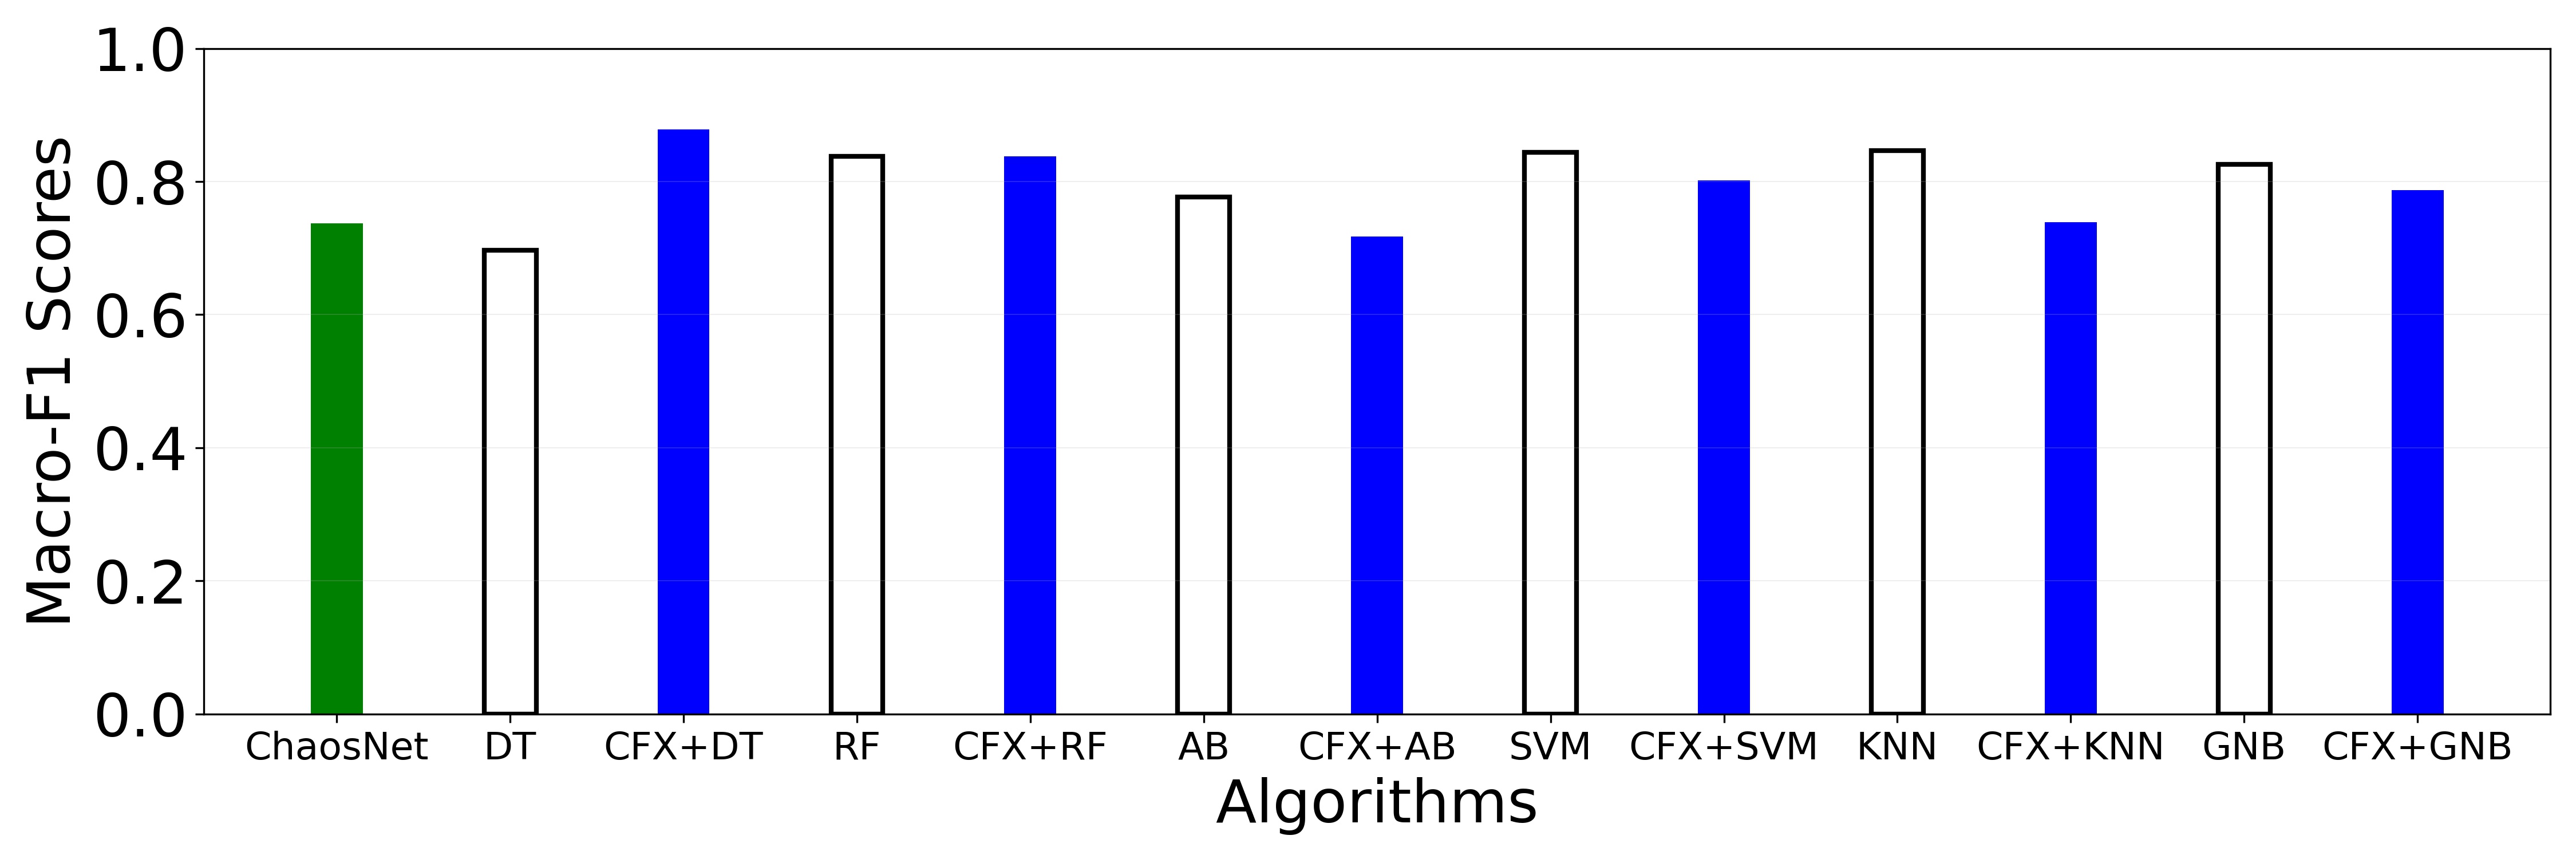 Macro-F1 Scores
1.0
0.8
0.6
0.4
0.2
0.0
ChaosNet DT CFX+DT RF CFX+RF AB CFX+AB SVM CFX+SVM KNN CFX+KNN GNB CFX+GNB
Algorithms